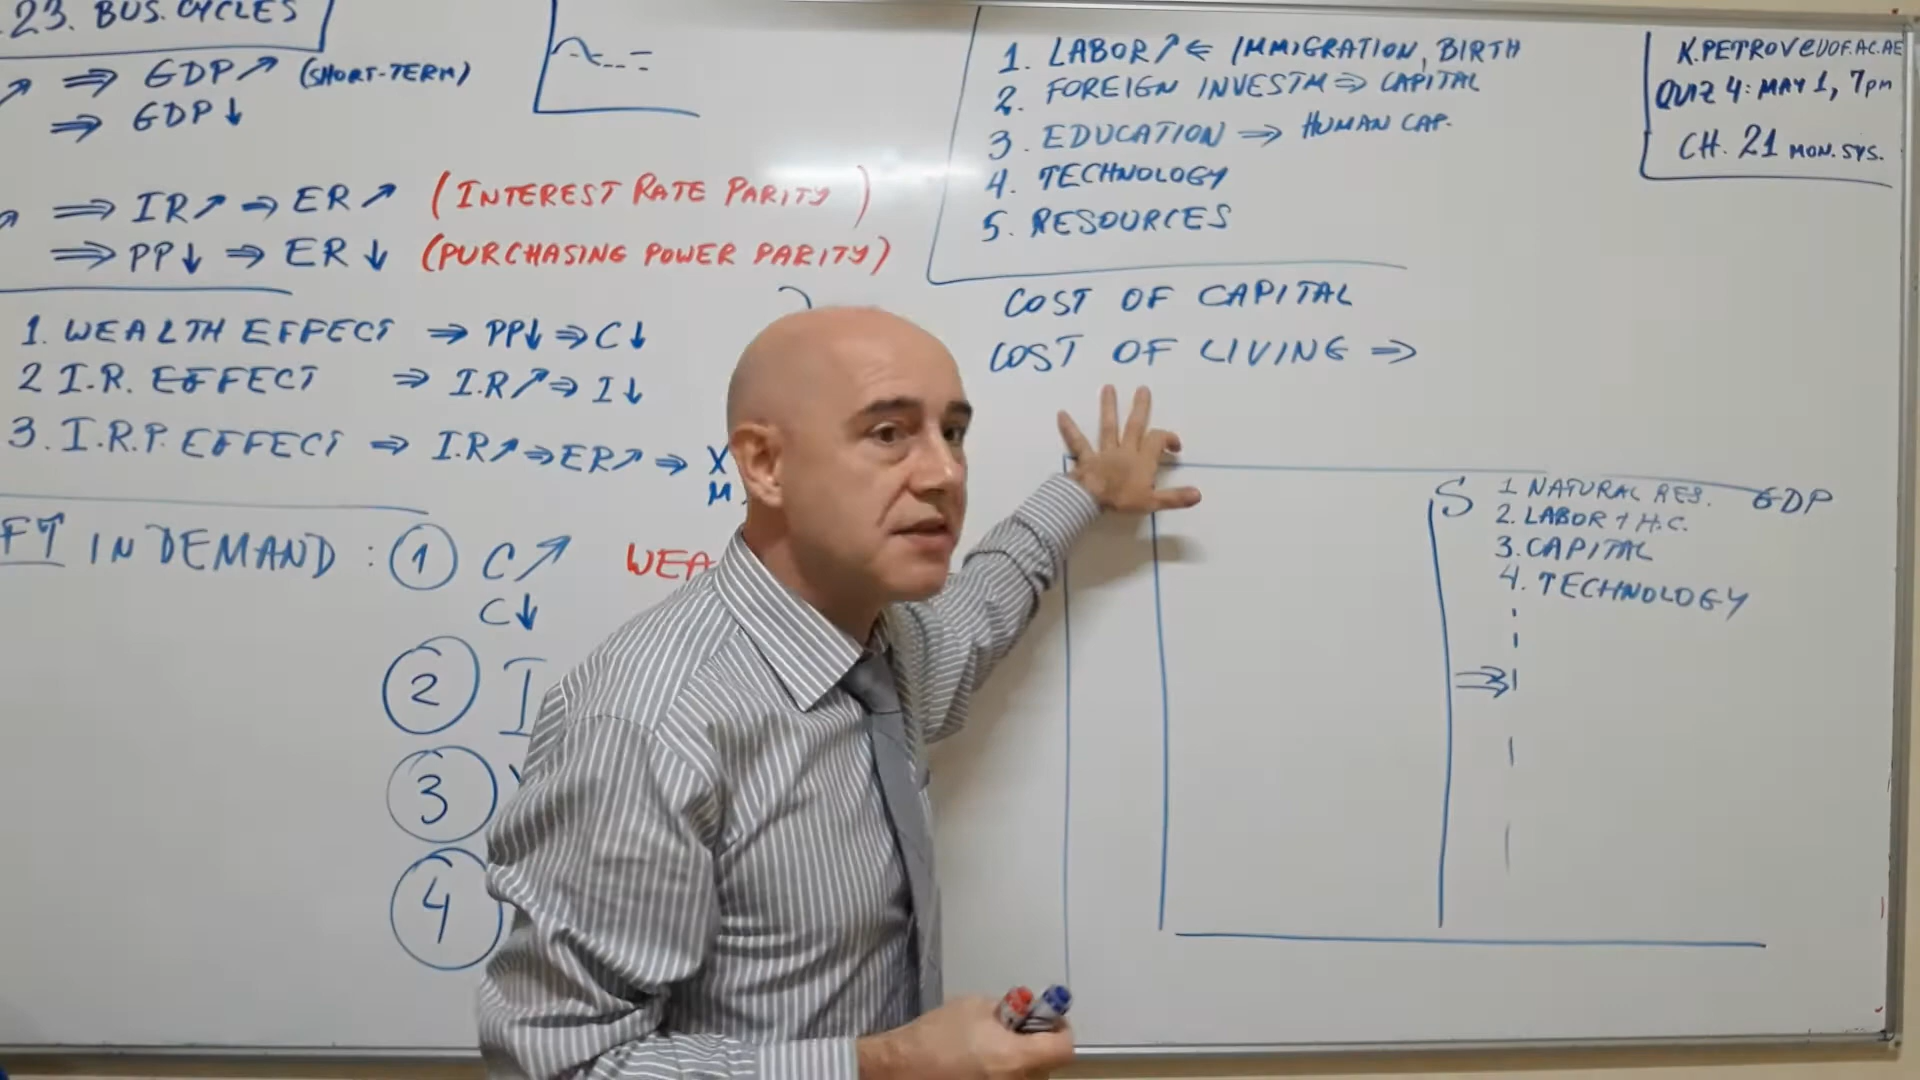 23. BUS. CYCLES
↗ ⇒ GDP↗ (SHORT-TERM)
⇒ GDP↓
⇒ IR↗ ⇒ ER↗ (INTEREST RATE PARITY)
⇒ PP↓ ⇒ ER↓ (PURCHASING POWER PARITY)
1. WEALTH EFFECT ⇒ PP↓ ⇒ C↓
2 I.R. EFFECT ⇒ I.R↗ ⇒ I↓
3. I.R.P. EFFECT ⇒ I.R↗ ⇒ ER↗ ⇒ X
M
FT IN DEMAND : 1 C↗ WEA
C↓
2 I
3
4
1. LABOR↗ ⇐ IMMIGRATION, BIRTH
2. FOREIGN INVESTM ⇒ CAPITAL
3. EDUCATION ⇒ HUMAN CAP.
4. TECHNOLOGY
5. RESOURCES
COST OF CAPITAL
COST OF LIVING ⇒
S 1 NATURAL RES. GDP
2. LABOR + H.C.
3. CAPITAL
4. TECHNOLOGY
K.PETROV@UOF.AC.AE
QUIZ 4: MAY 1, 7pm
CH. 21 MON. SYS.